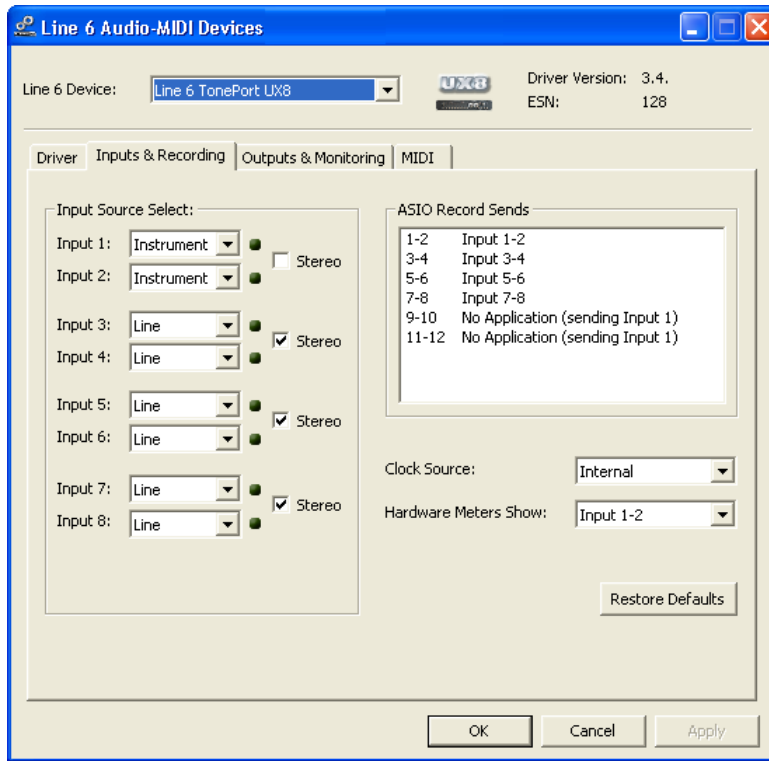 Line 6 Audio-MIDI Devices
Line 6 Device:
Line 6 TonePort UX8
UX8
Driver Version: 3.4.
ESN: 128
Driver
Inputs & Recording
Outputs & Monitoring
MIDI
Input Source Select:
Input 1: Instrument
Input 2: Instrument
Stereo
Input 3: Line
Input 4: Line
Stereo
Input 5: Line
Input 6: Line
Stereo
Input 7: Line
Input 8: Line
Stereo
ASIO Record Sends
1-2 Input 1-2
3-4 Input 3-4
5-6 Input 5-6
7-8 Input 7-8
9-10 No Application (sending Input 1)
11-12 No Application (sending Input 1)
Clock Source: Internal
Hardware Meters Show: Input 1-2
Restore Defaults
OK
Cancel
Apply